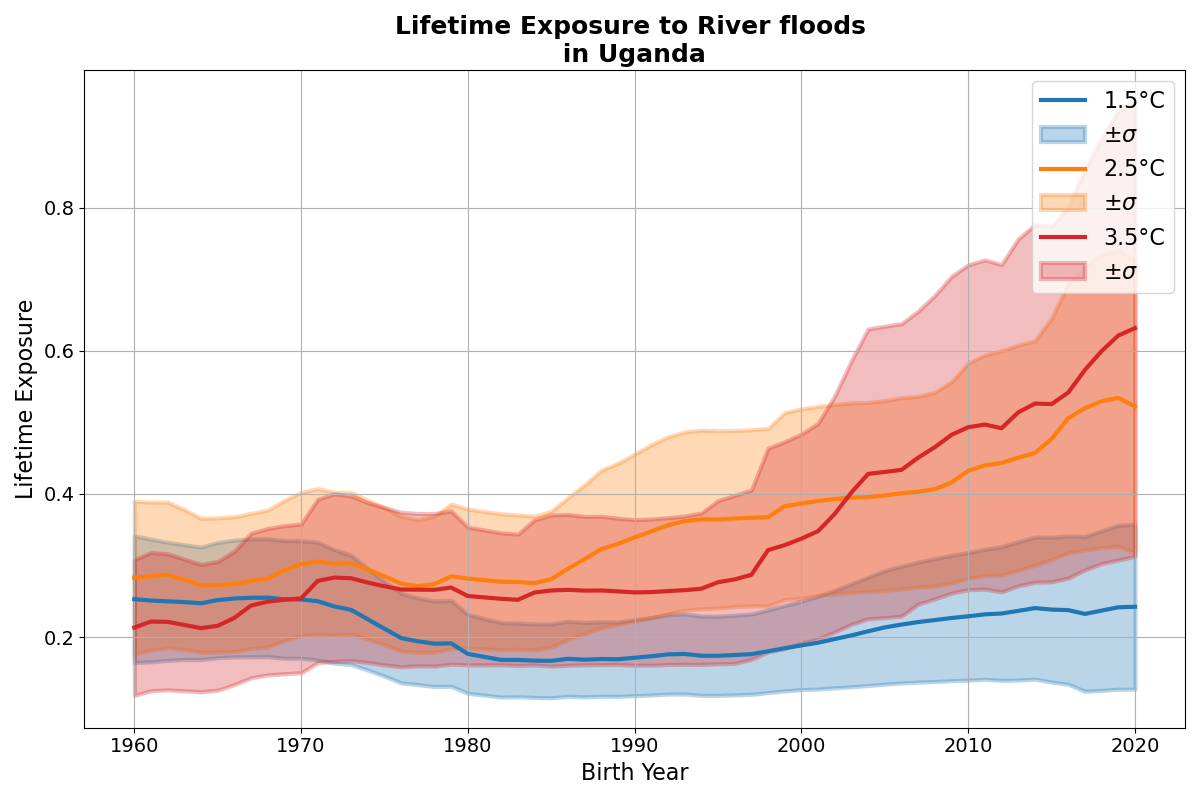 Lifetime Exposure to River floods
in Uganda
1.5°C
±σ
2.5°C
±σ
3.5°C
±σ
Lifetime Exposure
0.8
0.6
0.4
0.2
1960 1970 1980 1990 2000 2010 2020
Birth Year